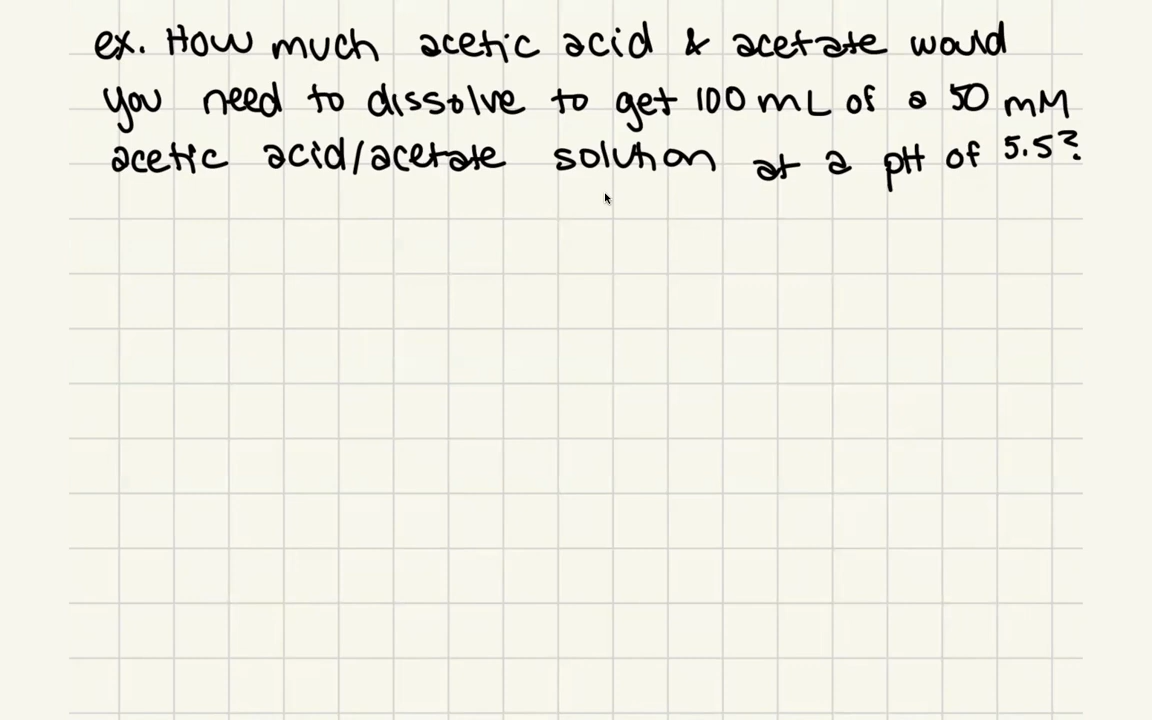 ex. How much acetic acid & acetate would
you need to dissolve to get 100 mL of a 50 mM
acetic acid/acetate solution at a pH of 5.5?